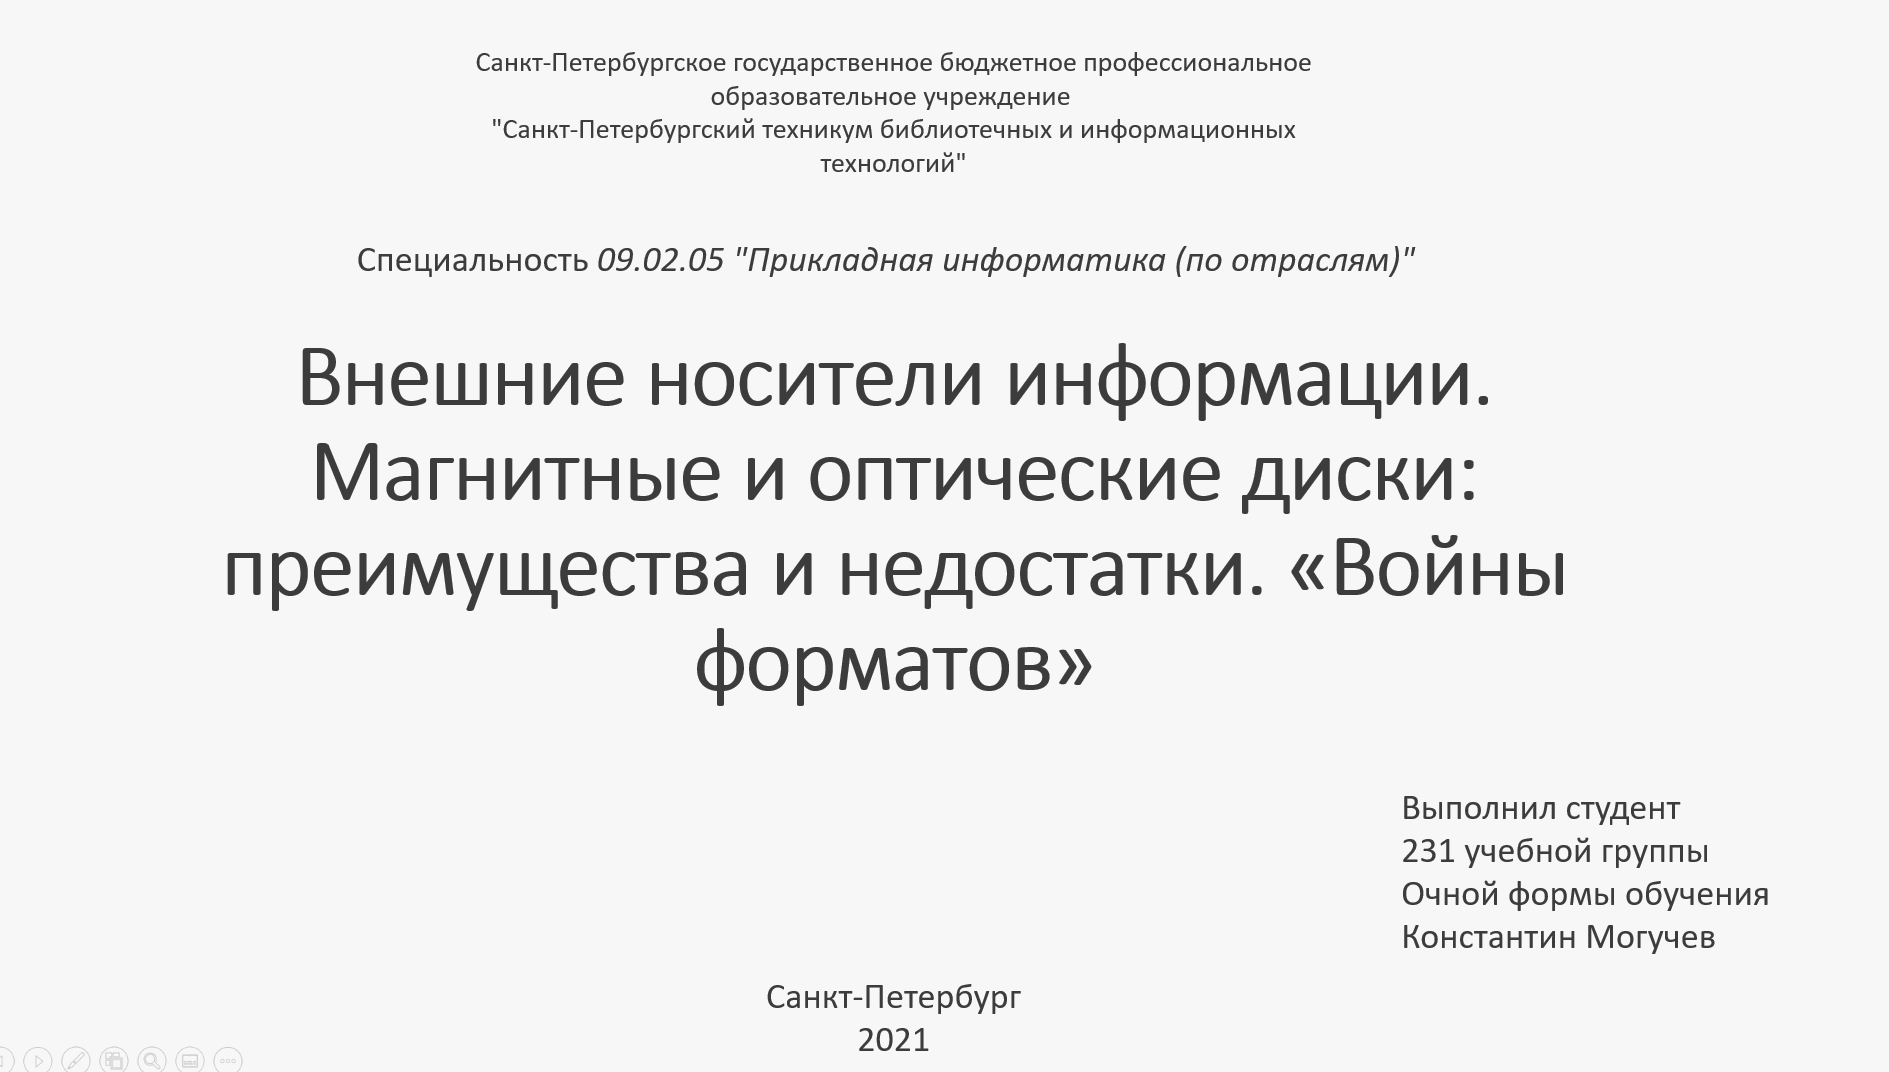 Санкт-Петербургское государственное бюджетное профессиональное
образовательное учреждение
"Санкт-Петербургский техникум библиотечных и информационных
технологий"
Специальность 09.02.05 "Прикладная информатика (по отраслям)"
Внешние носители информации.
Магнитные и оптические диски:
преимущества и недостатки. «Войны
форматов»
Выполнил студент
231 учебной группы
Очной формы обучения
Константин Могучев
Санкт-Петербург
2021